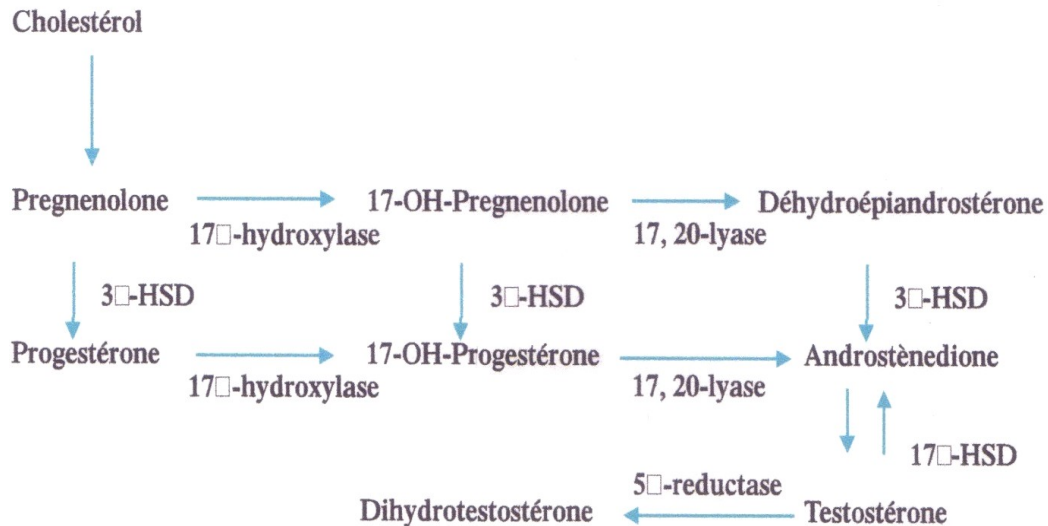 Cholestérol
Pregnenolone 17-OH-Pregnenolone Déhydroépiandrostérone
17□-hydroxylase 17, 20-lyase
3□-HSD 3□-HSD 3□-HSD
Progestérone 17-OH-Progestérone Androstènedione
17□-hydroxylase 17, 20-lyase
17□-HSD
5□-reductase
Dihydrotestostérone Testostérone